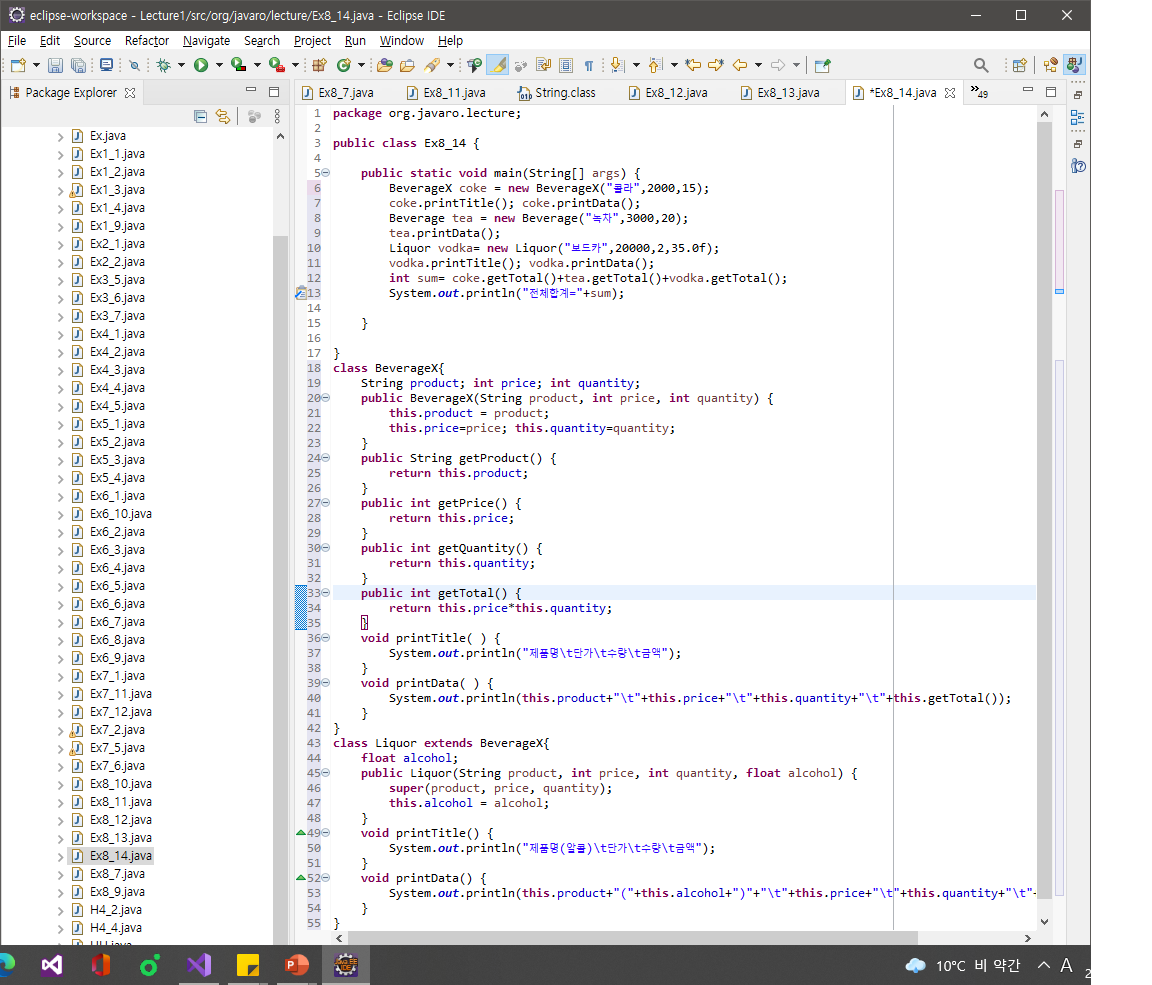 eclipse-workspace - Lecture1/src/org/javaro/lecture/Ex8_14.java - Eclipse IDE
File Edit Source Refactor Navigate Search Project Run Window Help
Package Explorer
Ex8_7.java Ex8_11.java String.class Ex8_12.java Ex8_13.java *Ex8_14.java »49
Ex.java
Ex1_1.java
Ex1_2.java
Ex1_3.java
Ex1_4.java
Ex1_9.java
Ex2_1.java
Ex2_2.java
Ex3_5.java
Ex3_6.java
Ex3_7.java
Ex4_1.java
Ex4_2.java
Ex4_3.java
Ex4_4.java
Ex4_5.java
Ex5_1.java
Ex5_2.java
Ex5_3.java
Ex5_4.java
Ex6_1.java
Ex6_10.java
Ex6_2.java
Ex6_3.java
Ex6_4.java
Ex6_5.java
Ex6_6.java
Ex6_7.java
Ex6_8.java
Ex6_9.java
Ex7_1.java
Ex7_11.java
Ex7_12.java
Ex7_2.java
Ex7_5.java
Ex7_6.java
Ex8_10.java
Ex8_11.java
Ex8_12.java
Ex8_13.java
Ex8_14.java
Ex8_7.java
Ex8_9.java
H4_2.java
H4_4.java
1 package org.javaro.lecture;
2
3 public class Ex8_14 {
4
5 public static void main(String[] args) {
6 BeverageX coke = new BeverageX("콜라",2000,15);
7 coke.printTitle(); coke.printData();
8 Beverage tea = new Beverage("녹차",3000,20);
9 tea.printData();
10 Liquor vodka= new Liquor("보드카",20000,2,35.0f);
11 vodka.printTitle(); vodka.printData();
12 int sum= coke.getTotal()+tea.getTotal()+vodka.getTotal();
13 System.out.println("전체합계="+sum);
14
15 }
16
17 }
18 class BeverageX{
19 String product; int price; int quantity;
20 public BeverageX(String product, int price, int quantity) {
21 this.product = product;
22 this.price=price; this.quantity=quantity;
23 }
24 public String getProduct() {
25 return this.product;
26 }
27 public int getPrice() {
28 return this.price;
29 }
30 public int getQuantity() {
31 return this.quantity;
32 }
33 public int getTotal() {
34 return this.price*this.quantity;
35 }
36 void printTitle( ) {
37 System.out.println("제품명\t단가\t수량\t금액");
38 }
39 void printData( ) {
40 System.out.println(this.product+"\t"+this.price+"\t"+this.quantity+"\t"+this.getTotal());
41 }
42 }
43 class Liquor extends BeverageX{
44 float alcohol;
45 public Liquor(String product, int price, int quantity, float alcohol) {
46 super(product, price, quantity);
47 this.alcohol = alcohol;
48 }
49 void printTitle() {
50 System.out.println("제품명(알콜)\t단가\t수량\t금액");
51 }
52 void printData() {
53 System.out.println(this.product+"("+this.alcohol+")"+"\t"+this.price+"\t"+this.quantity+"\t"
54 }
55 }
10°C 비 약간 A